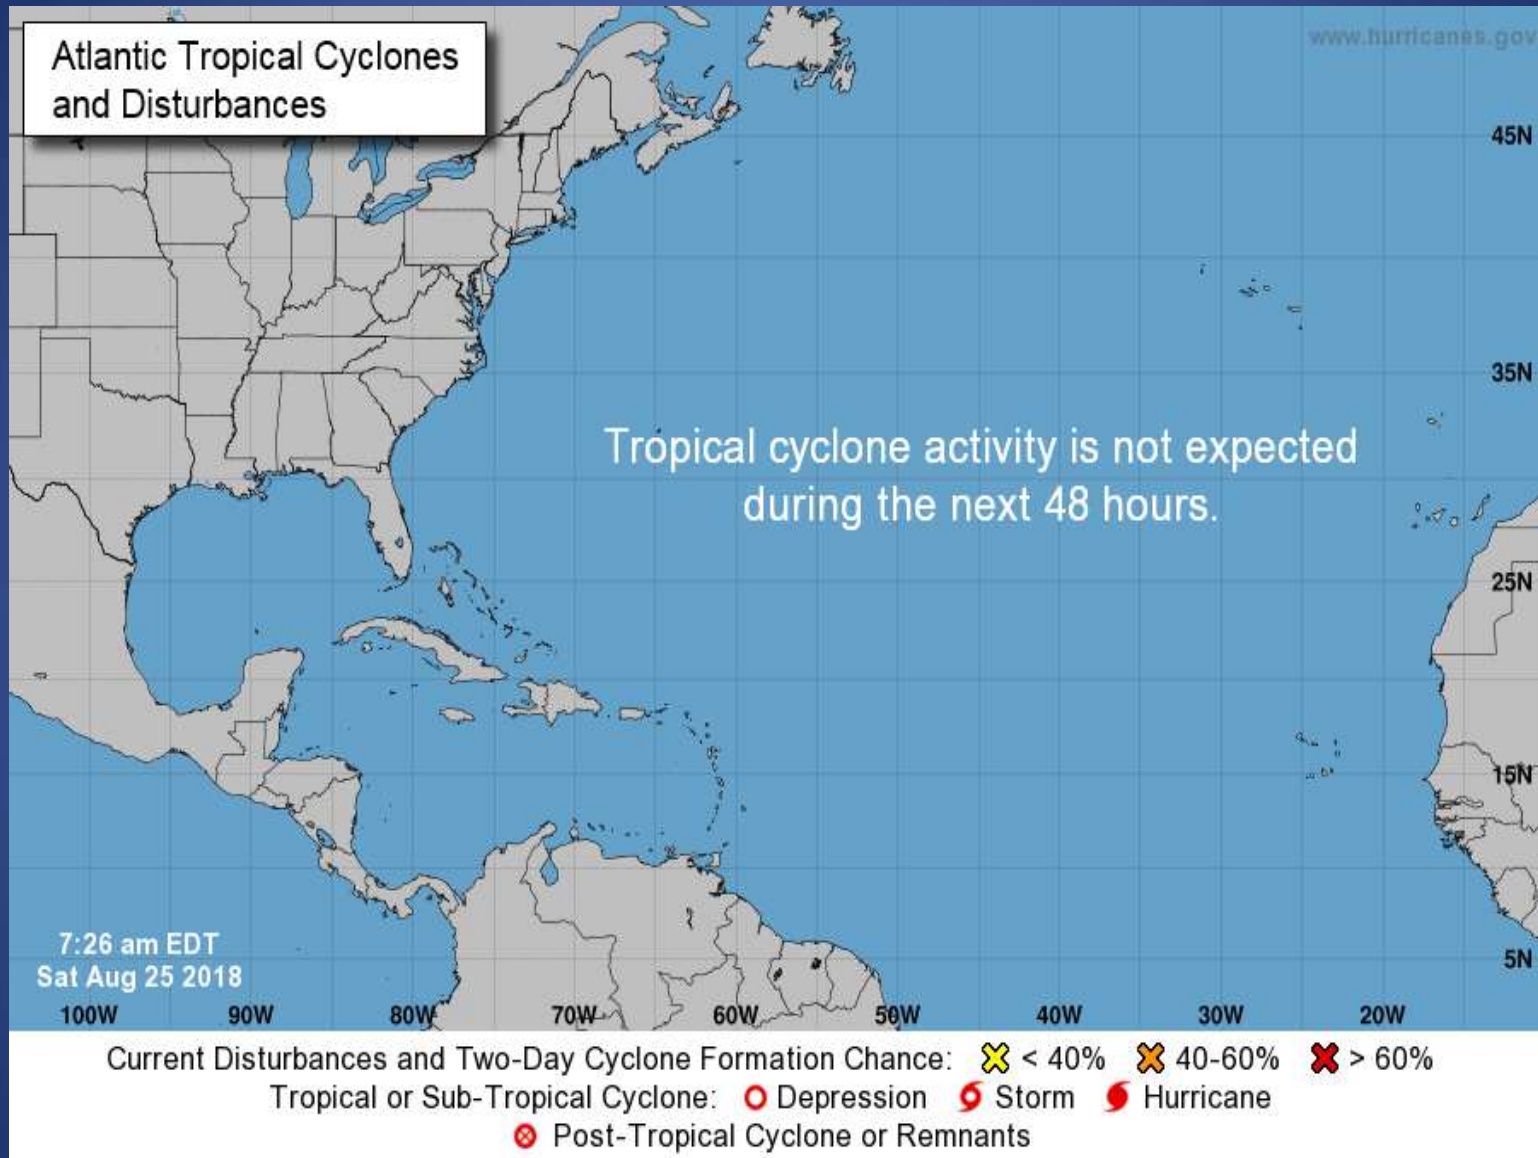 Atlantic Tropical Cyclones
and Disturbances
www.hurricanes.gov
45N
35N
Tropical cyclone activity is not expected
during the next 48 hours.
25N
15N
7:26 am EDT
Sat Aug 25 2018
5N
100W 90W 80W 70W 60W 50W 40W 30W 20W
Current Disturbances and Two-Day Cyclone Formation Chance: < 40% 40-60% > 60%
Tropical or Sub-Tropical Cyclone: Depression Storm Hurricane
Post-Tropical Cyclone or Remnants